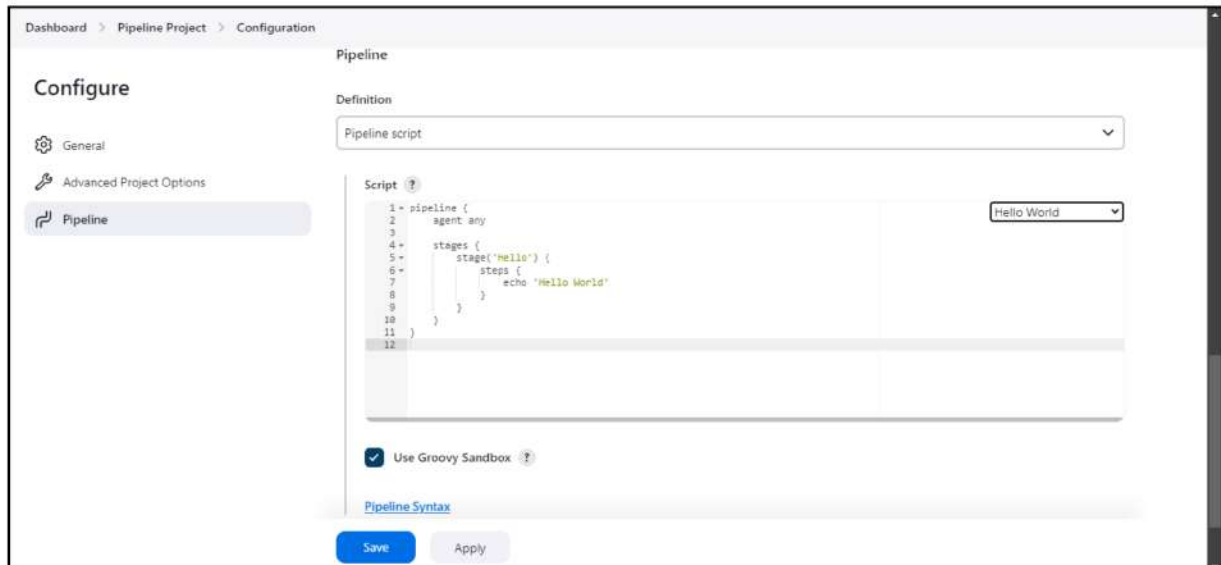 Dashboard > Pipeline Project > Configuration
Configure
General
Advanced Project Options
Pipeline
Pipeline
Definition
Pipeline script
Script ?
Hello World
1 pipeline {
2 agent any
3
4 stages {
5 stage('Hello') {
6 steps {
7 echo 'Hello World'
8 }
9 }
10 }
11 }
12
Use Groovy Sandbox ?
Pipeline Syntax
Save Apply